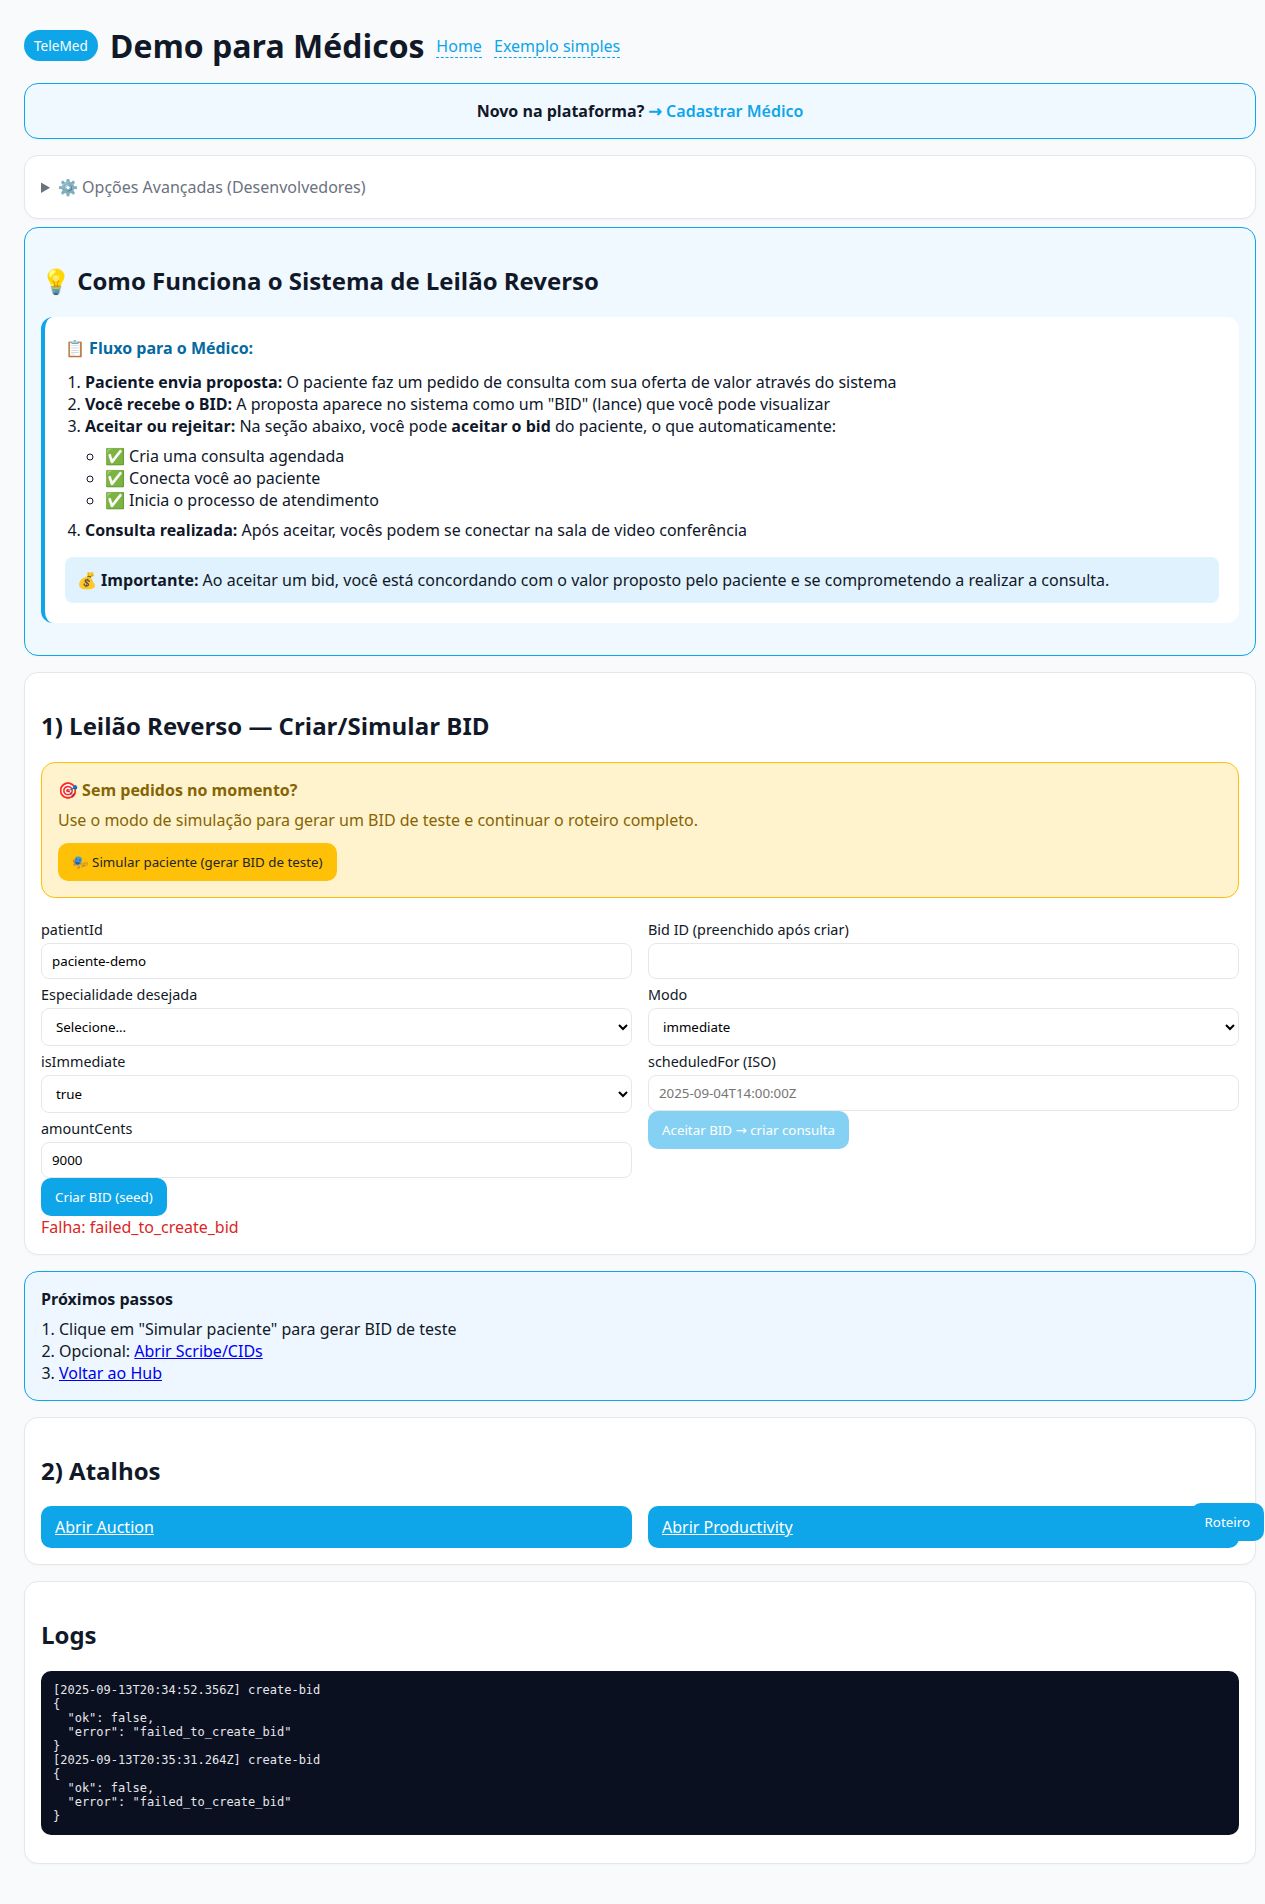 TeleMed Demo para Médicos Home Exemplo simples
Novo na plataforma? → Cadastrar Médico
▶ ⚙️ Opções Avançadas (Desenvolvedores)
💡 Como Funciona o Sistema de Leilão Reverso
📋 Fluxo para o Médico:
1. Paciente envia proposta: O paciente faz um pedido de consulta com sua oferta de valor através do sistema
2. Você recebe o BID: A proposta aparece no sistema como um "BID" (lance) que você pode visualizar
3. Aceitar ou rejeitar: Na seção abaixo, você pode aceitar o bid do paciente, o que automaticamente:
✅ Cria uma consulta agendada
✅ Conecta você ao paciente
✅ Inicia o processo de atendimento
4. Consulta realizada: Após aceitar, vocês podem se conectar na sala de video conferência
💰 Importante: Ao aceitar um bid, você está concordando com o valor proposto pelo paciente e se comprometendo a realizar a consulta.
1) Leilão Reverso — Criar/Simular BID
🎯 Sem pedidos no momento?
Use o modo de simulação para gerar um BID de teste e continuar o roteiro completo.
🎭 Simular paciente (gerar BID de teste)
patientId
paciente-demo
Bid ID (preenchido após criar)
Especialidade desejada
Selecione...
Modo
immediate
isImmediate
true
scheduledFor (ISO)
2025-09-04T14:00:00Z
amountCents
9000
Aceitar BID → criar consulta
Criar BID (seed)
Falha: failed_to_create_bid
Próximos passos
1. Clique em "Simular paciente" para gerar BID de teste
2. Opcional: Abrir Scribe/CIDs
3. Voltar ao Hub
2) Atalhos
Abrir Auction
Abrir Productivity
Roteiro
Logs
[2025-09-13T20:34:52.356Z] create-bid
{
"ok": false,
"error": "failed_to_create_bid"
}
[2025-09-13T20:35:31.264Z] create-bid
{
"ok": false,
"error": "failed_to_create_bid"
}